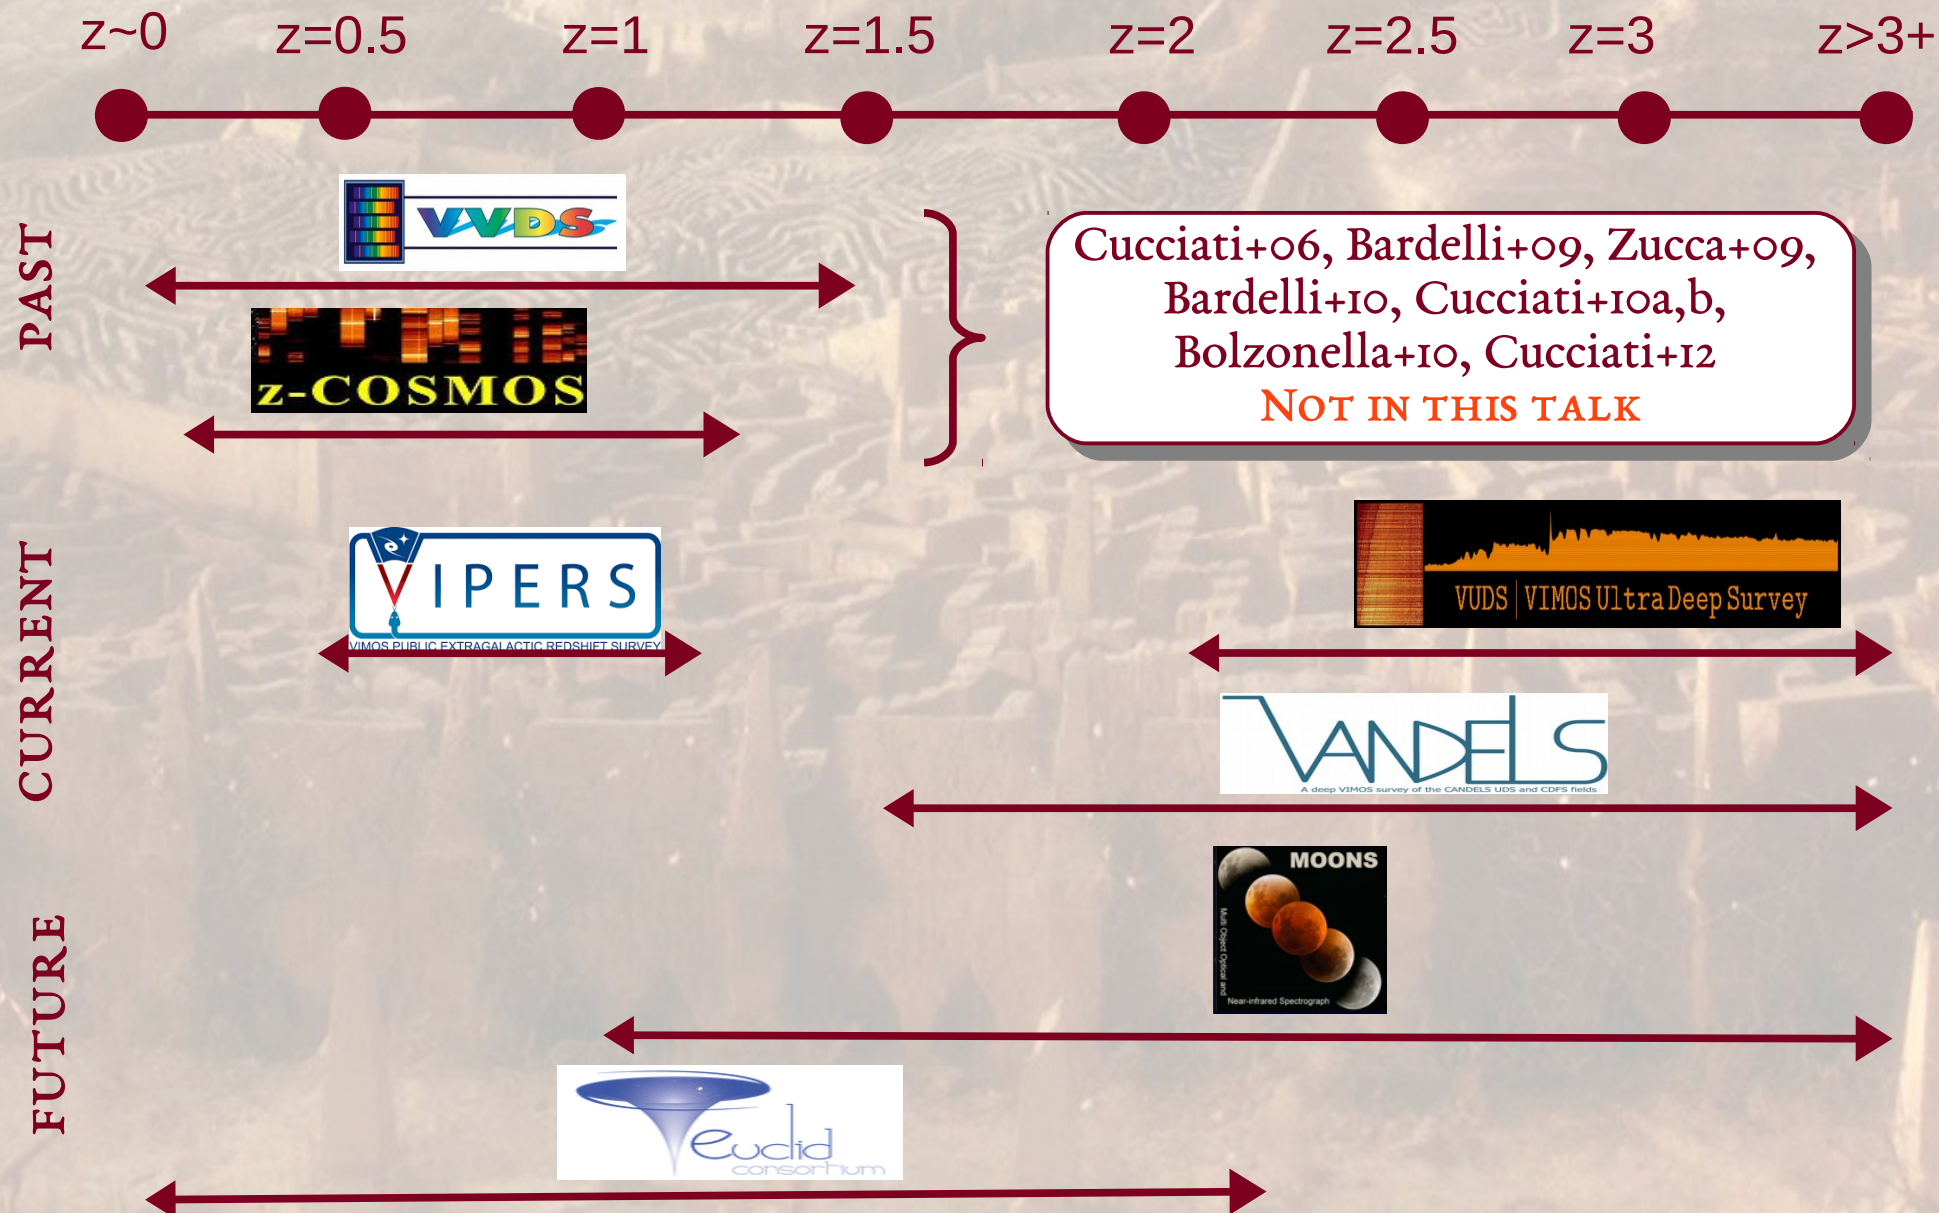 z~0 z=0.5 z=1 z=1.5 z=2 z=2.5 z=3 z>3+
PAST
VVDS
z-COSMOS
Cucciati+06, Bardelli+09, Zucca+09,
Bardelli+10, Cucciati+10a,b,
Bolzonella+10, Cucciati+12
NOT IN THIS TALK
CURRENT
VIPERS
VIMOS PUBLIC EXTRAGALACTIC REDSHIFT SURVEY
VUDS | VIMOS Ultra Deep Survey
VANDELS
A deep VIMOS survey of the CANDELS UDS and CDFS fields
FUTURE
MOONS
Multi Object Optical and
Near-infrared Spectrograph
euclid
consortium